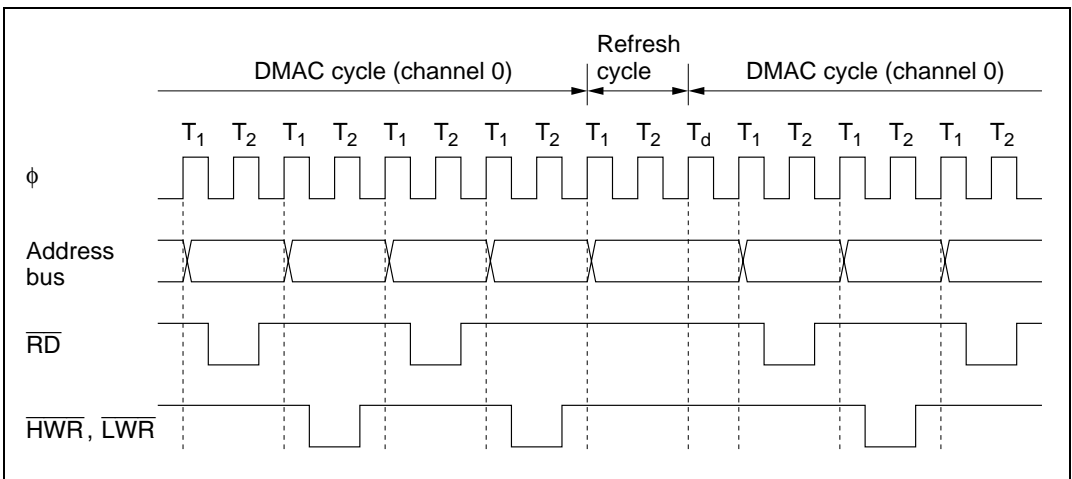 Refresh
DMAC cycle (channel 0) cycle DMAC cycle (channel 0)
T1 T2 T1 T2 T1 T2 T1 T2 T1 T2 Td T1 T2 T1 T2 T1 T2
φ
Address
bus
RD
HWR, LWR